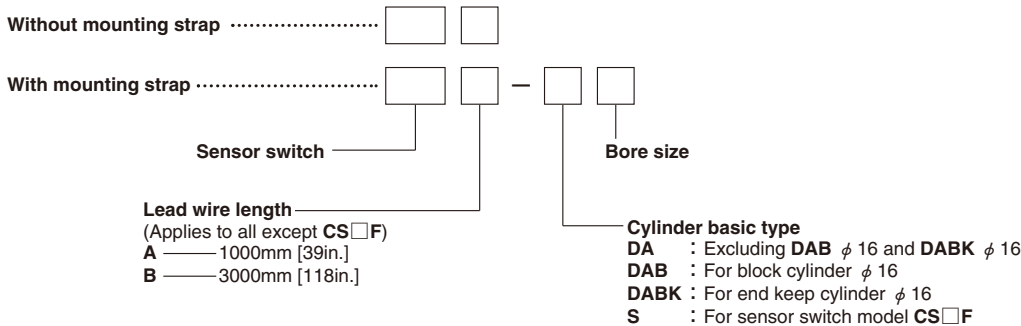 Without mounting strap
With mounting strap –
Sensor switch
Bore size
Lead wire length
(Applies to all except CS□F)
A 1000mm [39in.]
B 3000mm [118in.]
Cylinder basic type
DA : Excluding DAB φ 16 and DABK φ 16
DAB : For block cylinder φ 16
DABK : For end keep cylinder φ 16
S : For sensor switch model CS□F